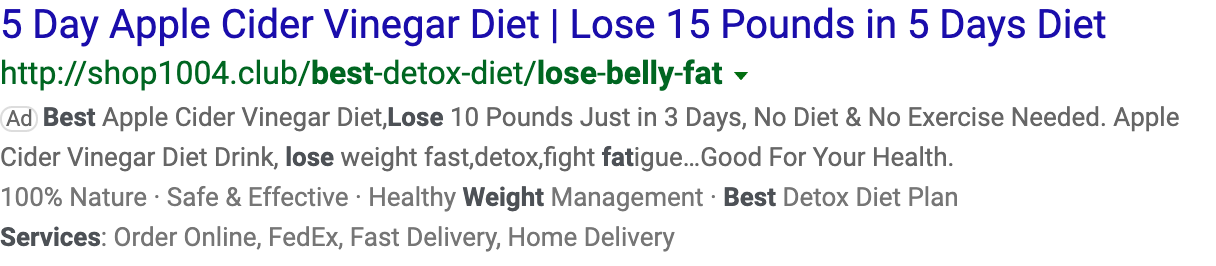 5 Day Apple Cider Vinegar Diet | Lose 15 Pounds in 5 Days Diet
http://shop1004.club/best-detox-diet/lose-belly-fat
Ad Best Apple Cider Vinegar Diet,Lose 10 Pounds Just in 3 Days, No Diet & No Exercise Needed. Apple
Cider Vinegar Diet Drink, lose weight fast,detox,fight fatigue...Good For Your Health.
100% Nature · Safe & Effective · Healthy Weight Management · Best Detox Diet Plan
Services: Order Online, FedEx, Fast Delivery, Home Delivery